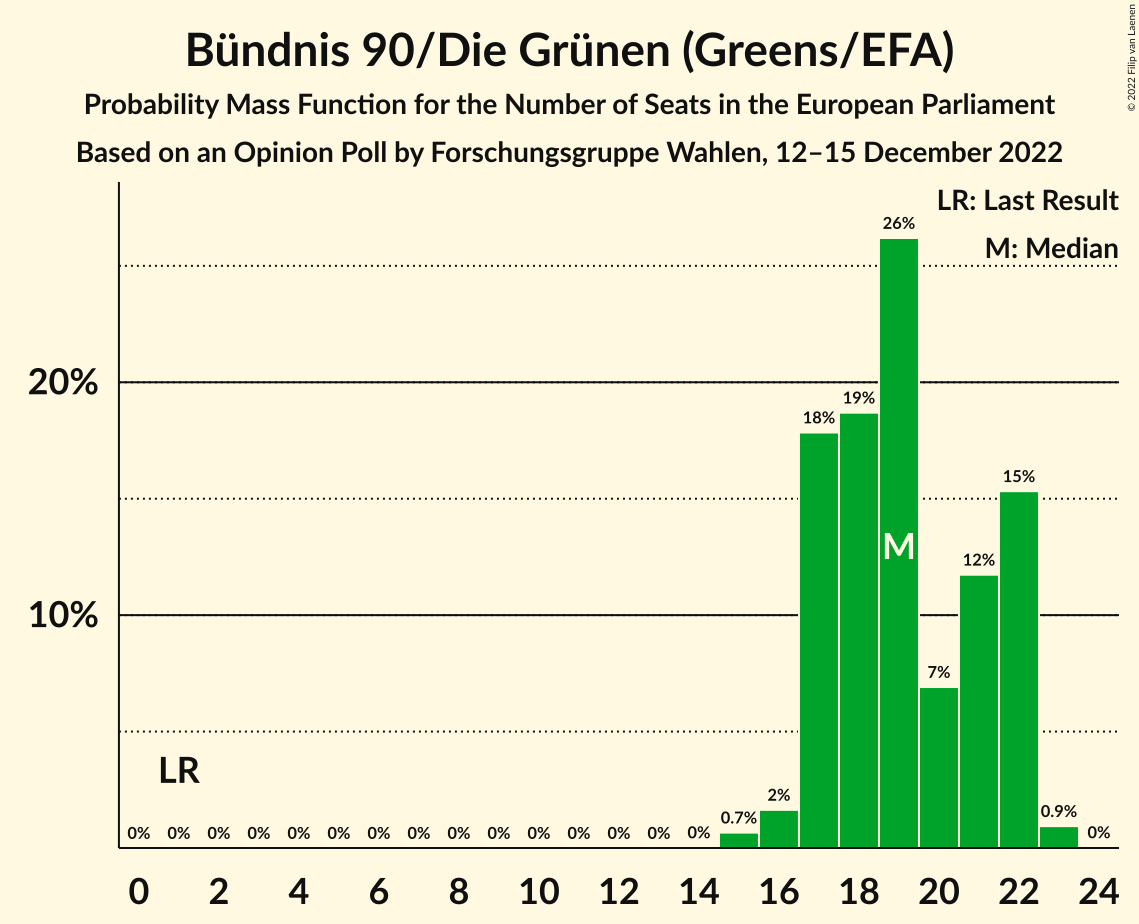 Bündnis 90/Die Grünen (Greens/EFA)
Probability Mass Function for the Number of Seats in the European Parliament
Based on an Opinion Poll by Forschungsgruppe Wahlen, 12–15 December 2022
© 2022 Filip van Laenen
LR: Last Result
M: Median
26%
20%
19%
18%
15%
M
12%
10%
7%
LR
2%
0.7%
0.9%
0% 0% 0% 0% 0% 0% 0% 0% 0% 0% 0% 0% 0% 0% 0% 0%
0 2 4 6 8 10 12 14 16 18 20 22 24